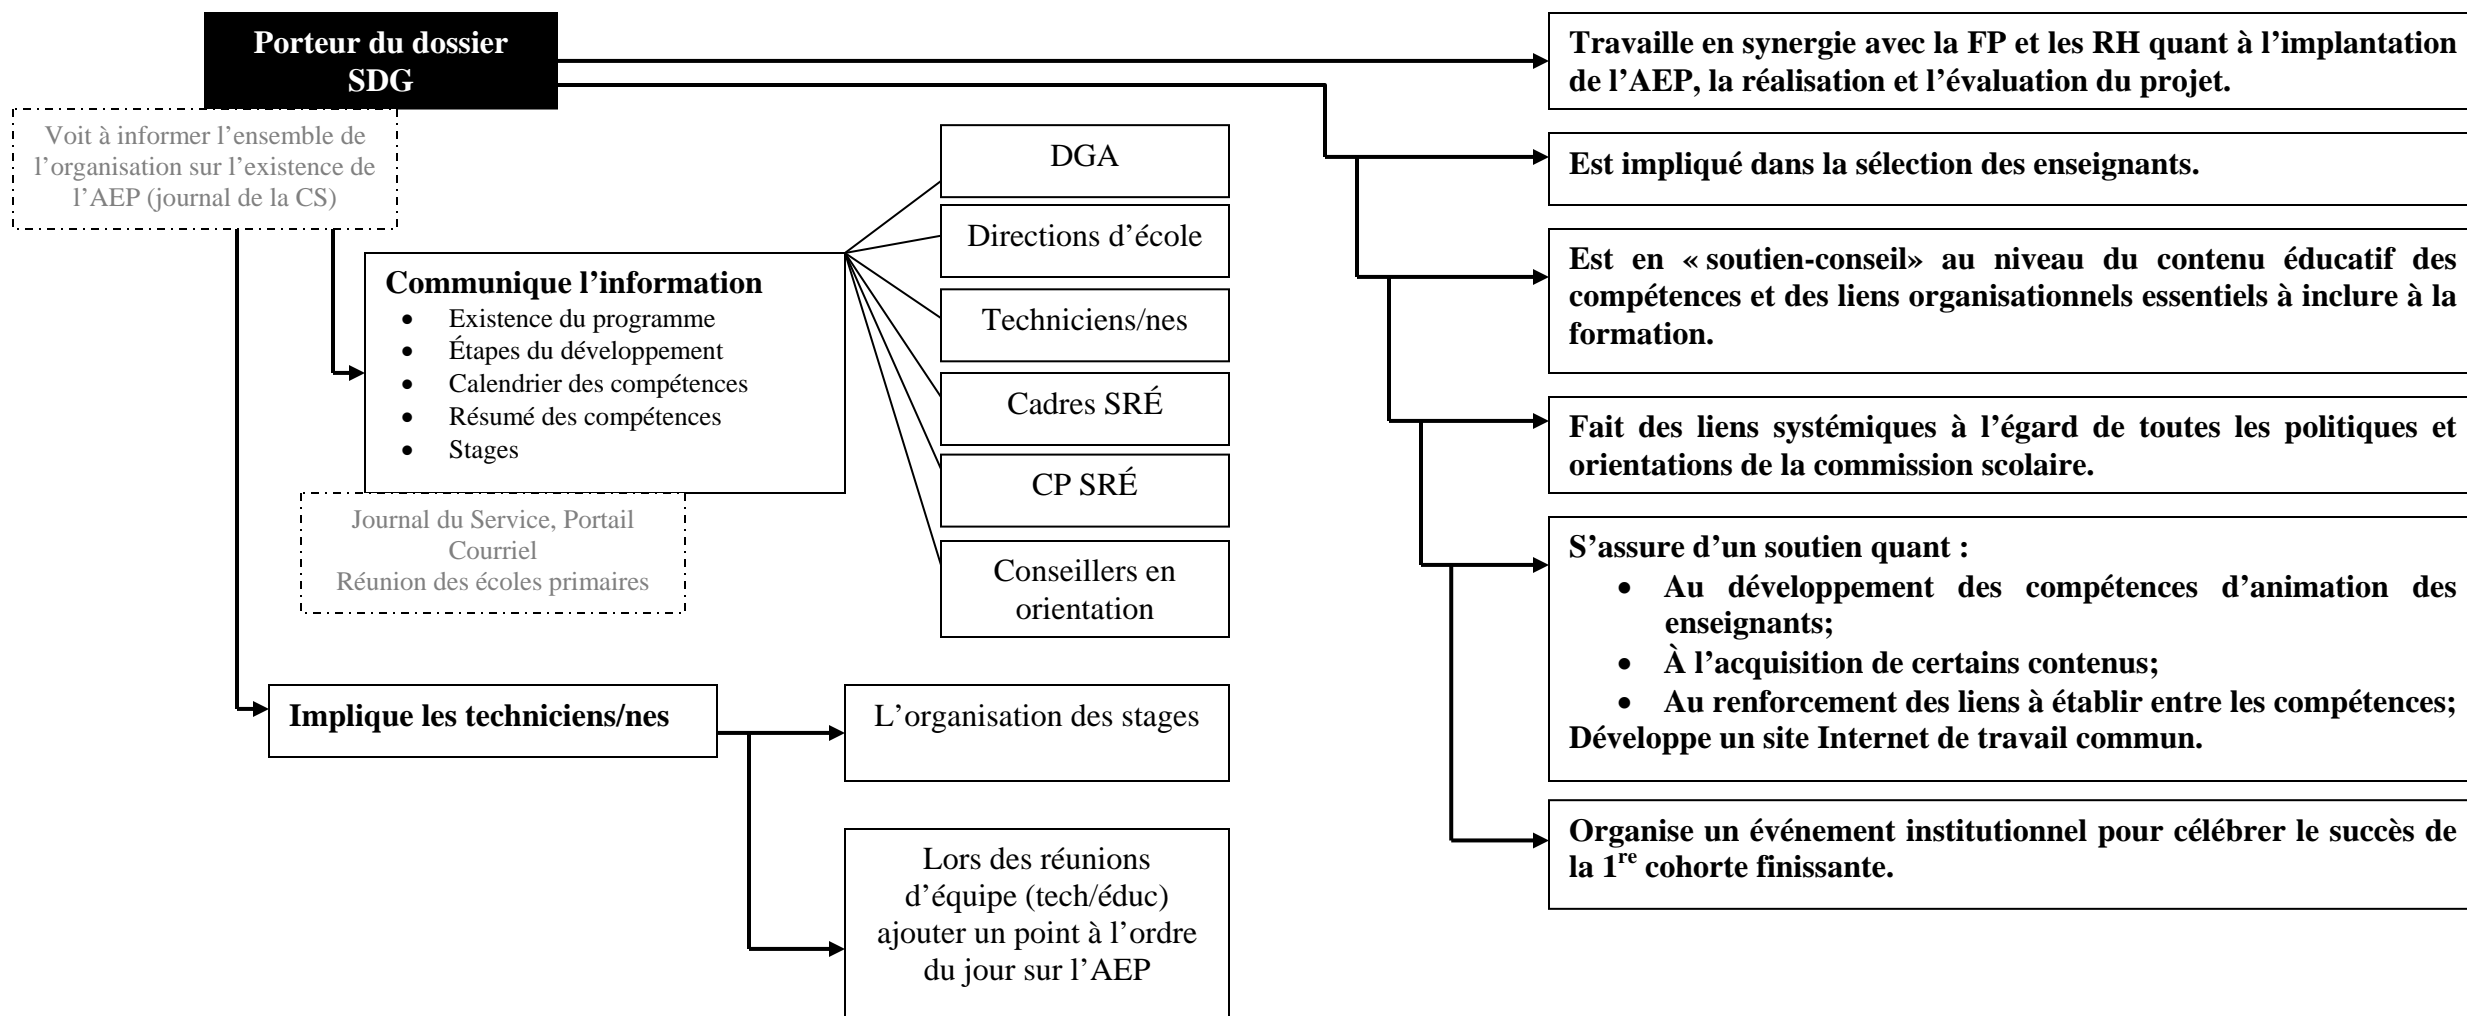 Porteur du dossier
SDG
Voit à informer l’ensemble de
l’organisation sur l’existence de
l’AEP (journal de la CS)
Communique l’information
• Existence du programme
• Étapes du développement
• Calendrier des compétences
• Résumé des compétences
• Stages
Journal du Service, Portail
Courriel
Réunion des écoles primaires
DGA
Directions d’école
Techniciens/nes
Cadres SRÉ
CP SRÉ
Conseillers en
orientation
Implique les techniciens/nes
L’organisation des stages
Lors des réunions
d’équipe (tech/éduc)
ajouter un point à l’ordre
du jour sur l’AEP
Travaille en synergie avec la FP et les RH quant à l’implantation
de l’AEP, la réalisation et l’évaluation du projet.
Est impliqué dans la sélection des enseignants.
Est en « soutien-conseil» au niveau du contenu éducatif des
compétences et des liens organisationnels essentiels à inclure à la
formation.
Fait des liens systémiques à l’égard de toutes les politiques et
orientations de la commission scolaire.
S’assure d’un soutien quant :
• Au développement des compétences d’animation des
enseignants;
• À l’acquisition de certains contenus;
• Au renforcement des liens à établir entre les compétences;
Développe un site Internet de travail commun.
Organise un événement institutionnel pour célébrer le succès de
la 1re cohorte finissante.